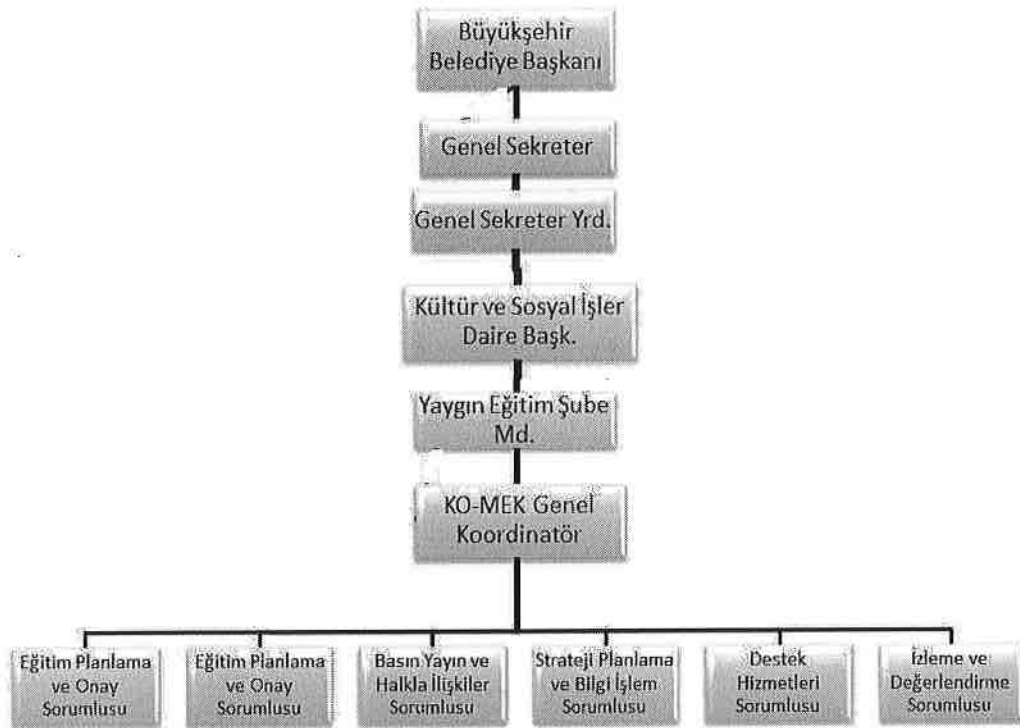 Büyükşehir
Belediye Başkanı
Genel Sekreter
Genel Sekreter Yrd.
Kültür ve Sosyal İşler
Daire Başk.
Yaygın Eğitim Şube
Md.
KO-MEK Genel
Koordinatör
Eğitim Planlama
ve Onay
Sorumlusu
Eğitim Planlama
ve Onay
Sorumlusu
Basın Yayın ve
Halkla İlişkiler
Sorumlusu
Strateji Planlama
ve Bilgi İşlem
Sorumlusu
Destek
Hizmetleri
Sorumlusu
İzleme ve
Değerlendirme
Sorumlusu